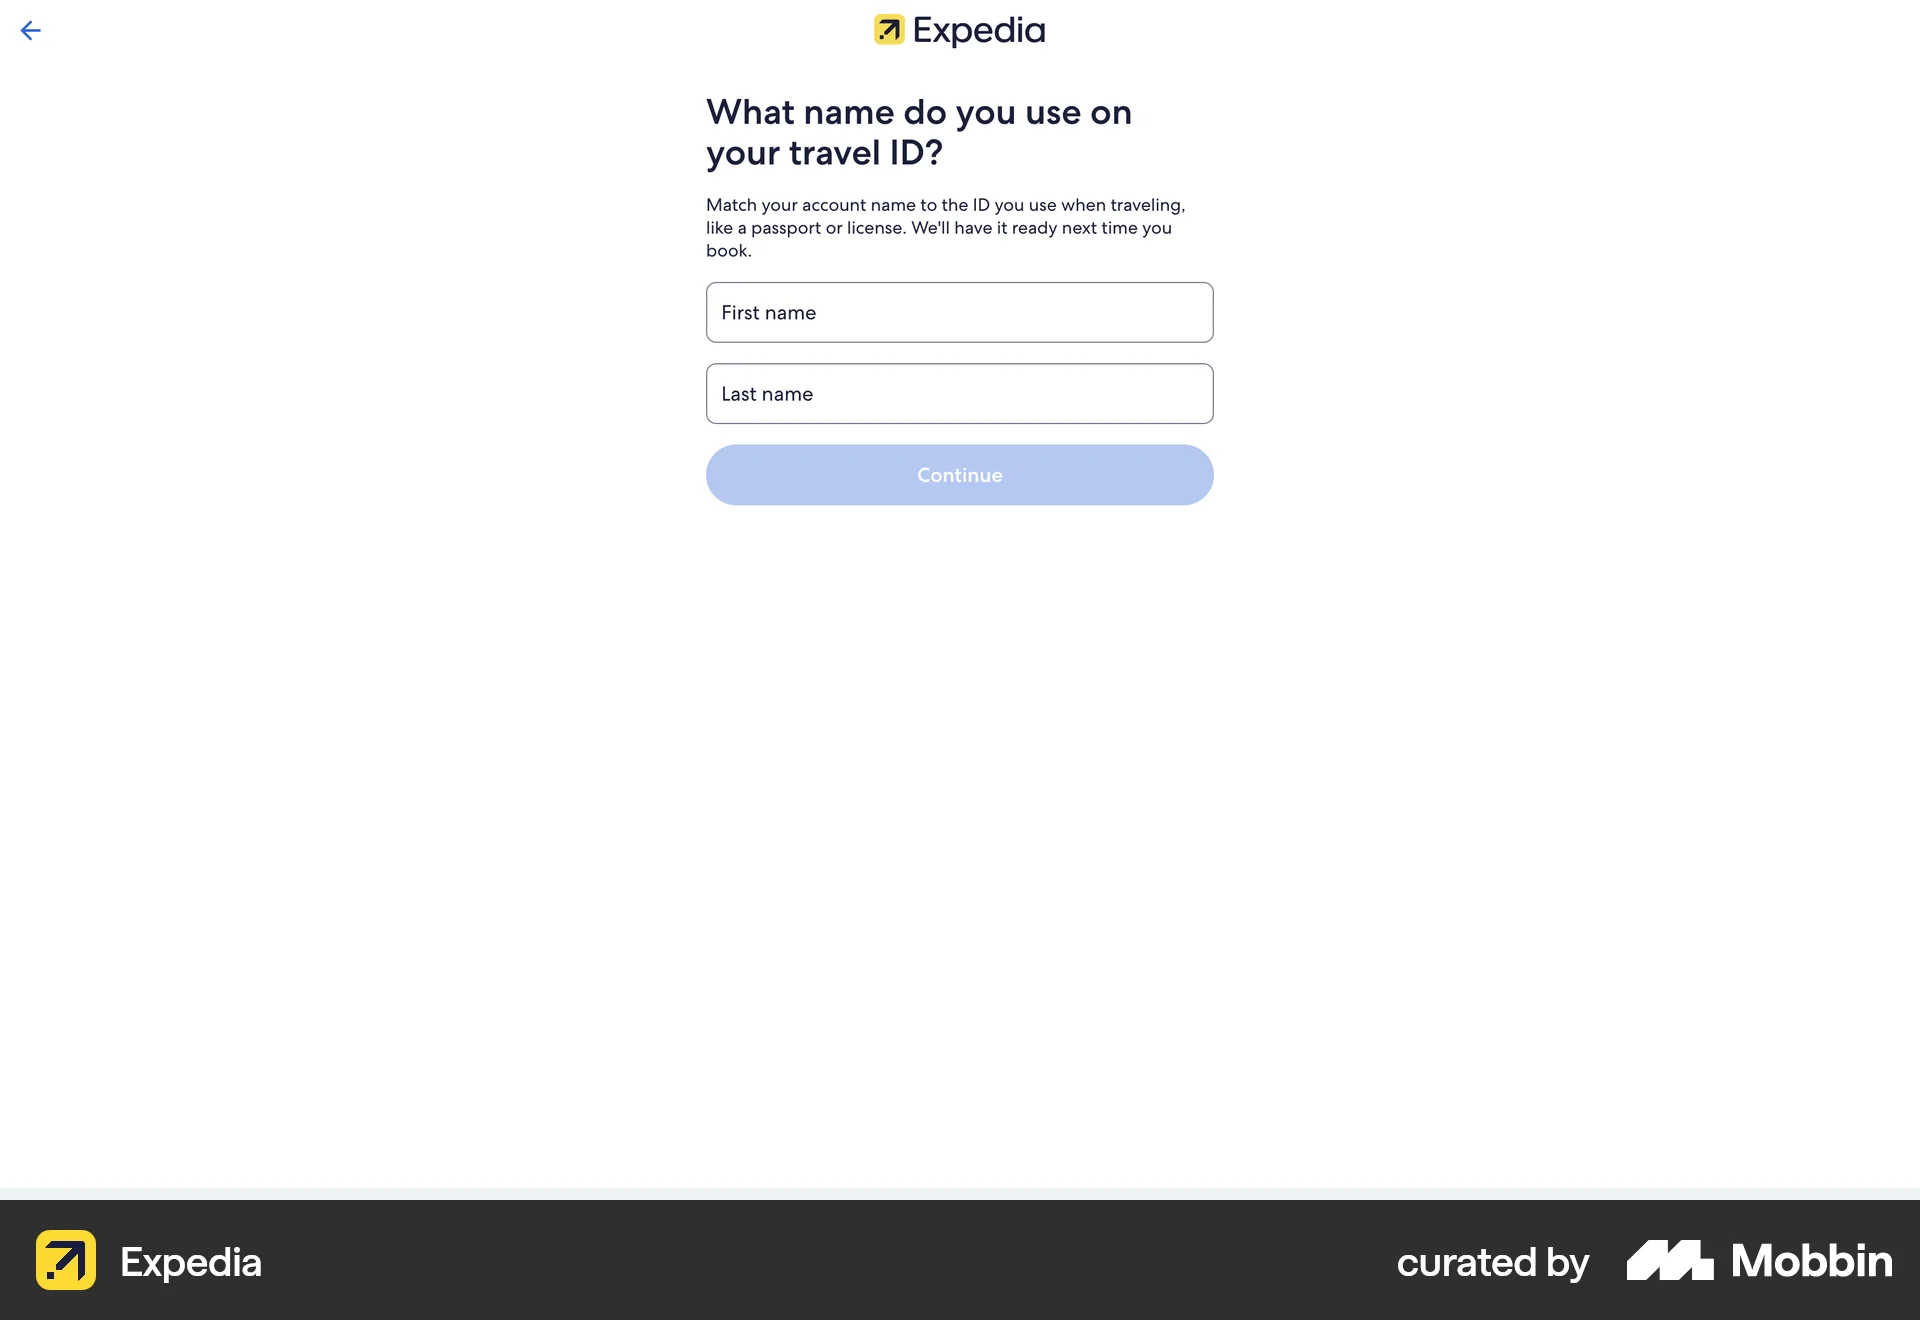 Expedia
What name do you use on
your travel ID?
Match your account name to the ID you use when traveling,
like a passport or license. We'll have it ready next time you
book.
First name
Last name
Continue
Expedia
curated by Mobbin